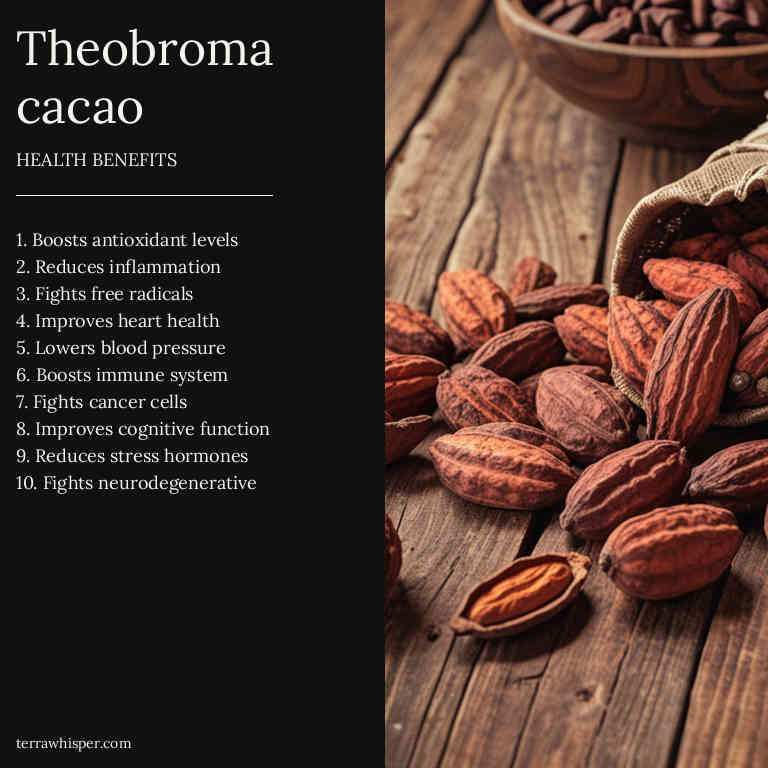 Theobroma
cacao
HEALTH BENEFITS
1. Boosts antioxidant levels
2. Reduces inflammation
3. Fights free radicals
4. Improves heart health
5. Lowers blood pressure
6. Boosts immune system
7. Fights cancer cells
8. Improves cognitive function
9. Reduces stress hormones
10. Fights neurodegenerative
terrawhisper.com